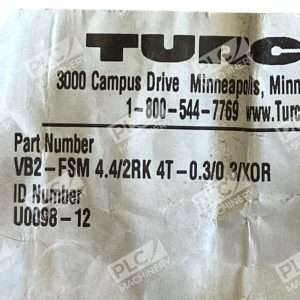 TURC
3000 Campus Drive Minneapolis, Minn
1-800-544-7769 www.Turc
Part Number
VB2-FSM 4.4/2RK 4T-0.3/0.3/XOR
ID Number
U0098-12
PLC
MACHINERY